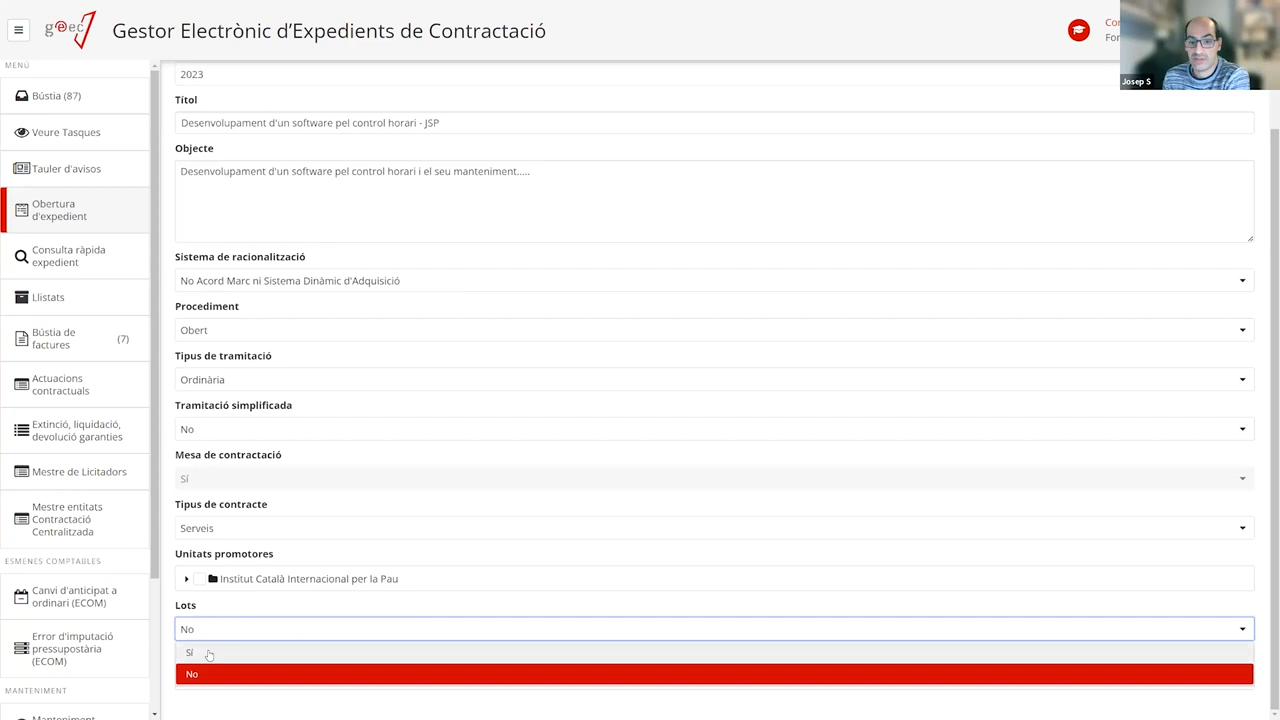 geec
Gestor Electrònic d'Expedients de Contractació
Josep S
MENÚ
Bústia (87)
Veure Tasques
Tauler d'avisos
Obertura
d'expedient
Consulta ràpida
expedient
Llistats
Bústia de
factures
(7)
Actuacions
contractuals
Extinció, liquidació,
devolució garanties
Mestre de Licitadors
Mestre entitats
Contractació
Centralitzada
ESMENES COMPTABLES
Canvi d'anticipat a
ordinari (ECOM)
Error d'imputació
pressupostària
(ECOM)
MANTENIMENT
Manteniment
2023
Títol
Desenvolupament d'un software pel control horari - JSP
Objecte
Desenvolupament d'un software pel control horari i el seu manteniment.....
Sistema de racionalització
No Acord Marc ni Sistema Dinàmic d'Adquisició
Procediment
Obert
Tipus de tramitació
Ordinària
Tramitació simplificada
No
Mesa de contractació
Sí
Tipus de contracte
Serveis
Unitats promotores
Institut Català Internacional per la Pau
Lots
No
Sí
No